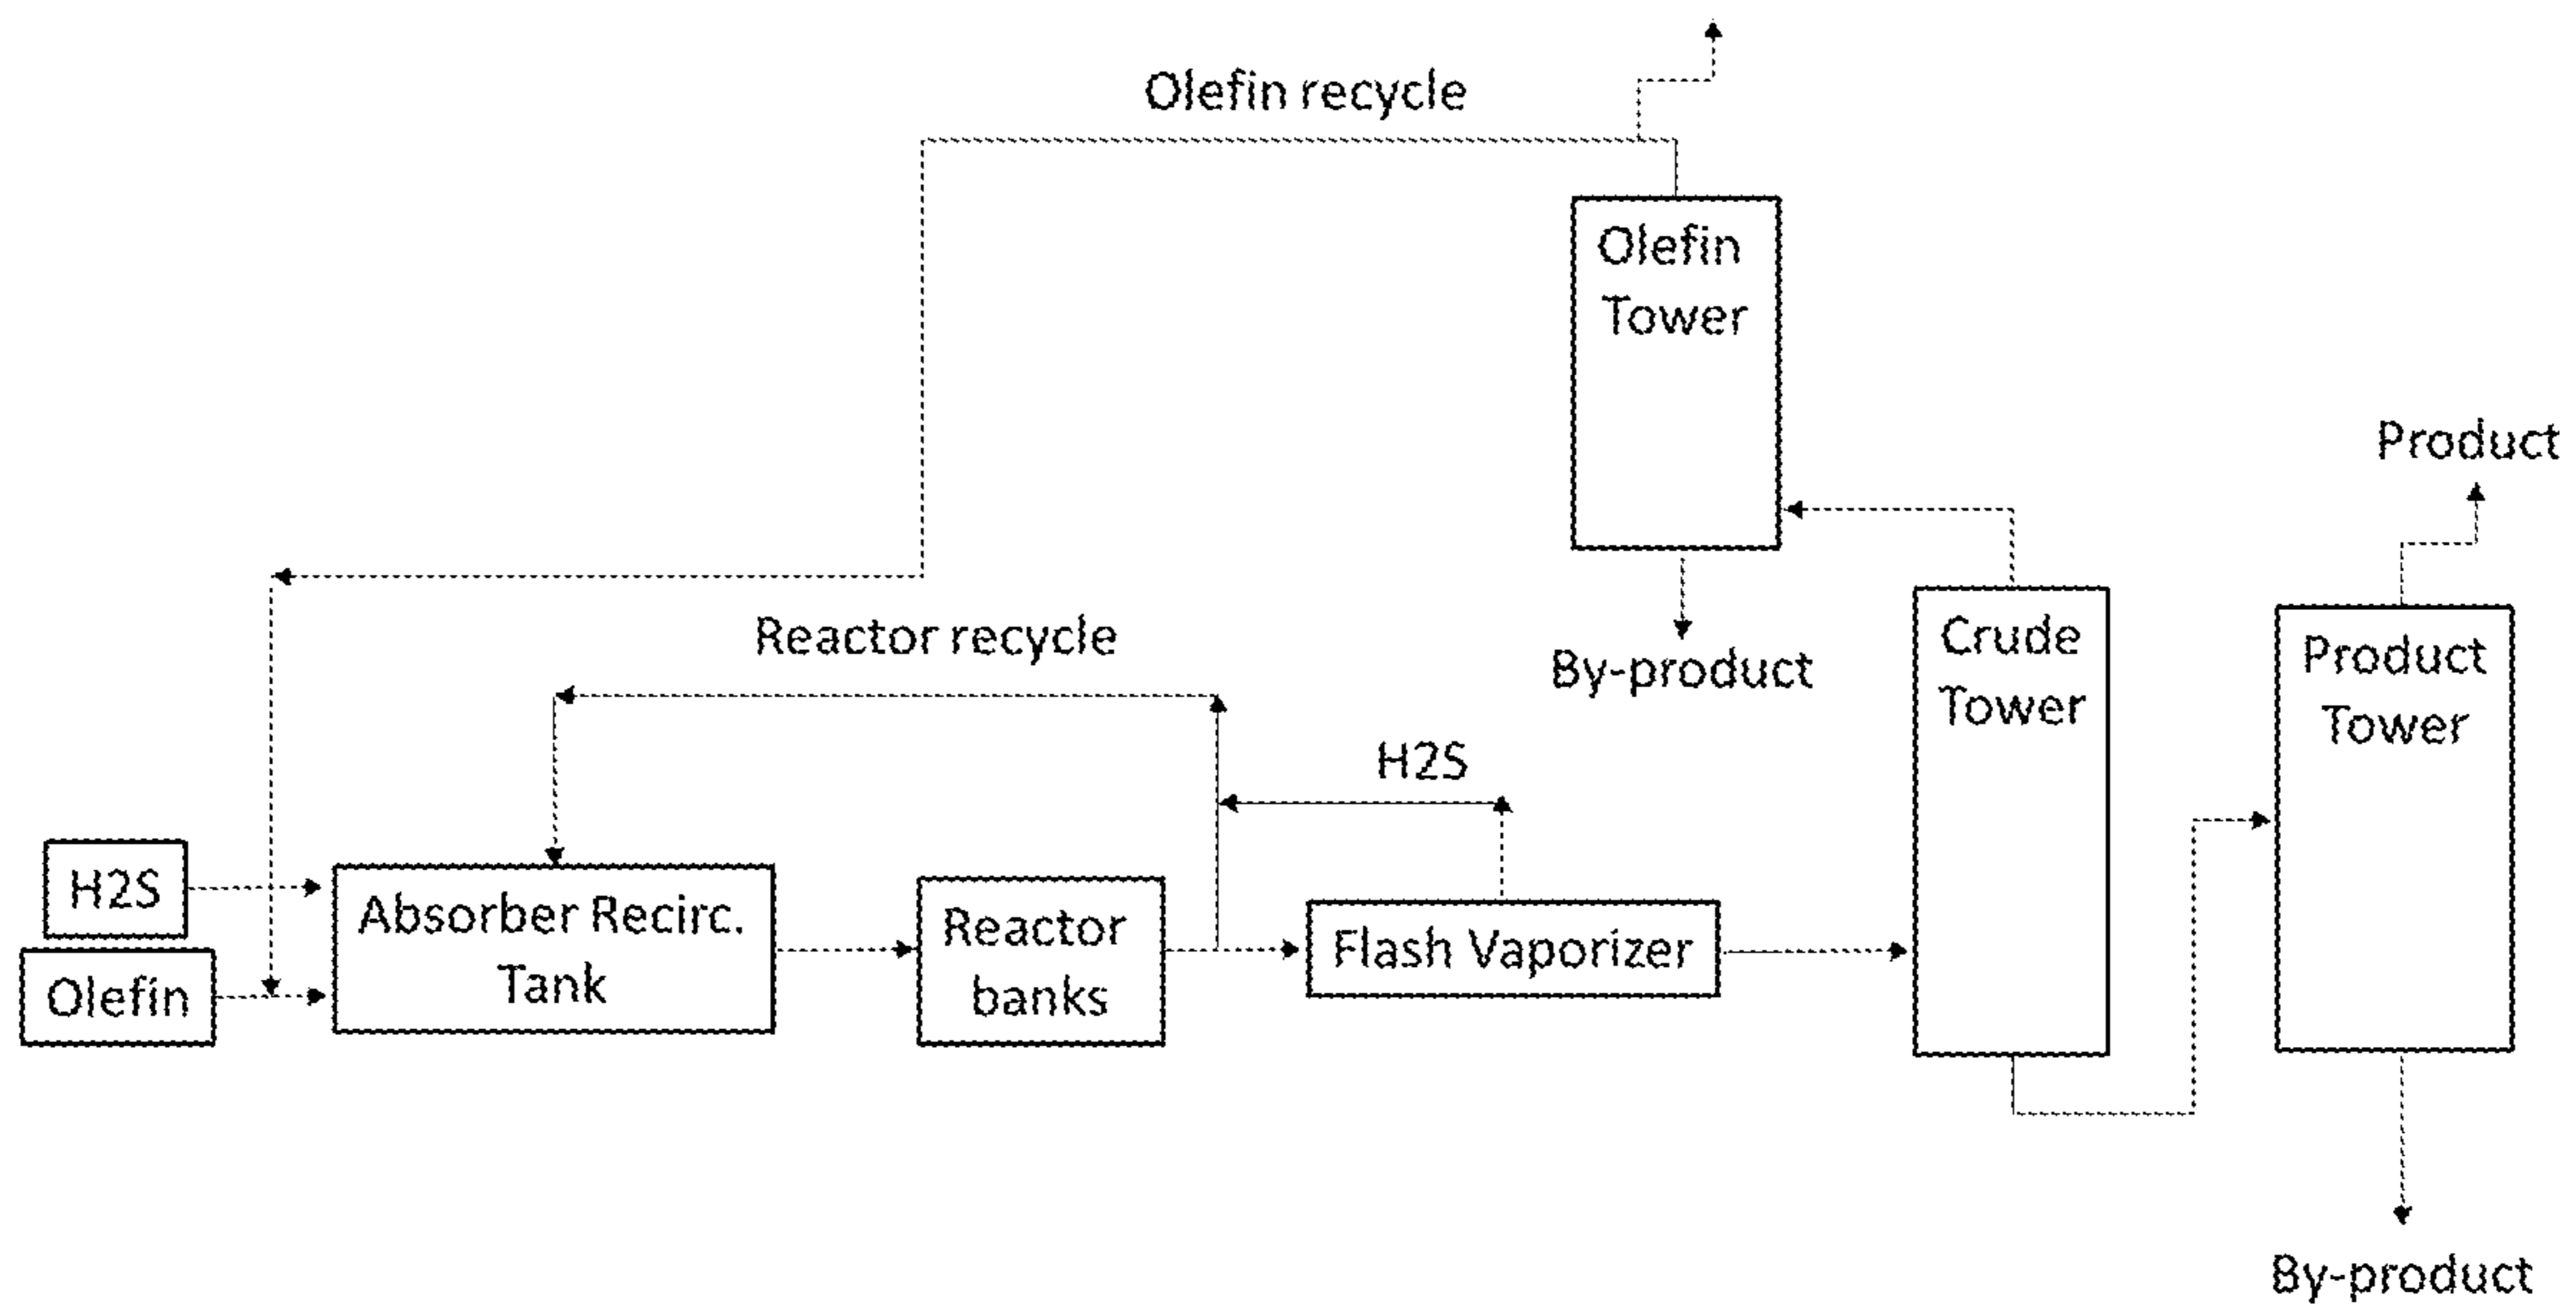 Olefin recycle
Olefin
Tower
Product
Reactor recycle
By-product
Crude
Tower
Product
Tower
H2S
H2S
Olefin
Absorber Recirc.
Tank
Reactor
banks
Flash Vaporizer
By-product